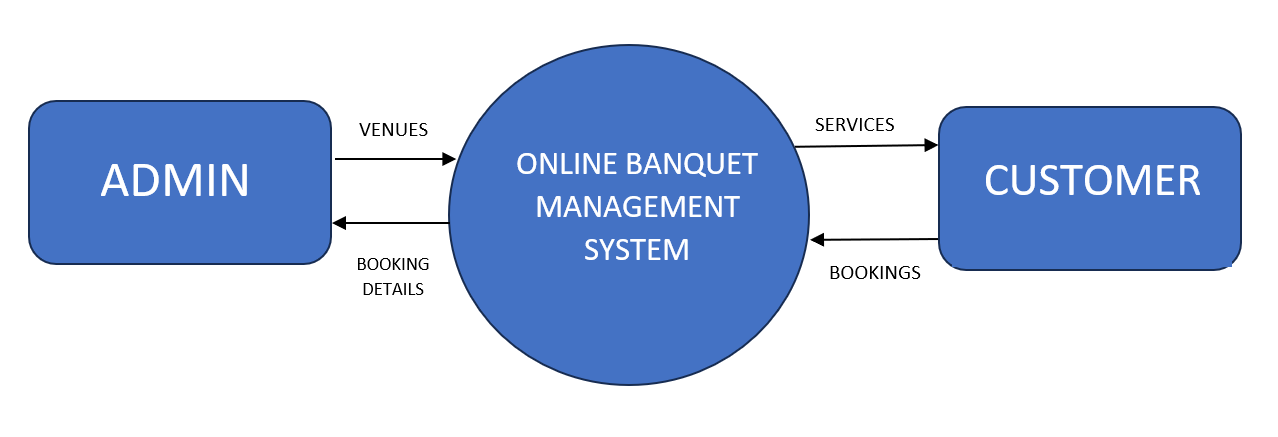 ADMIN
VENUES
BOOKING
DETAILS
ONLINE BANQUET
MANAGEMENT
SYSTEM
SERVICES
BOOKINGS
CUSTOMER